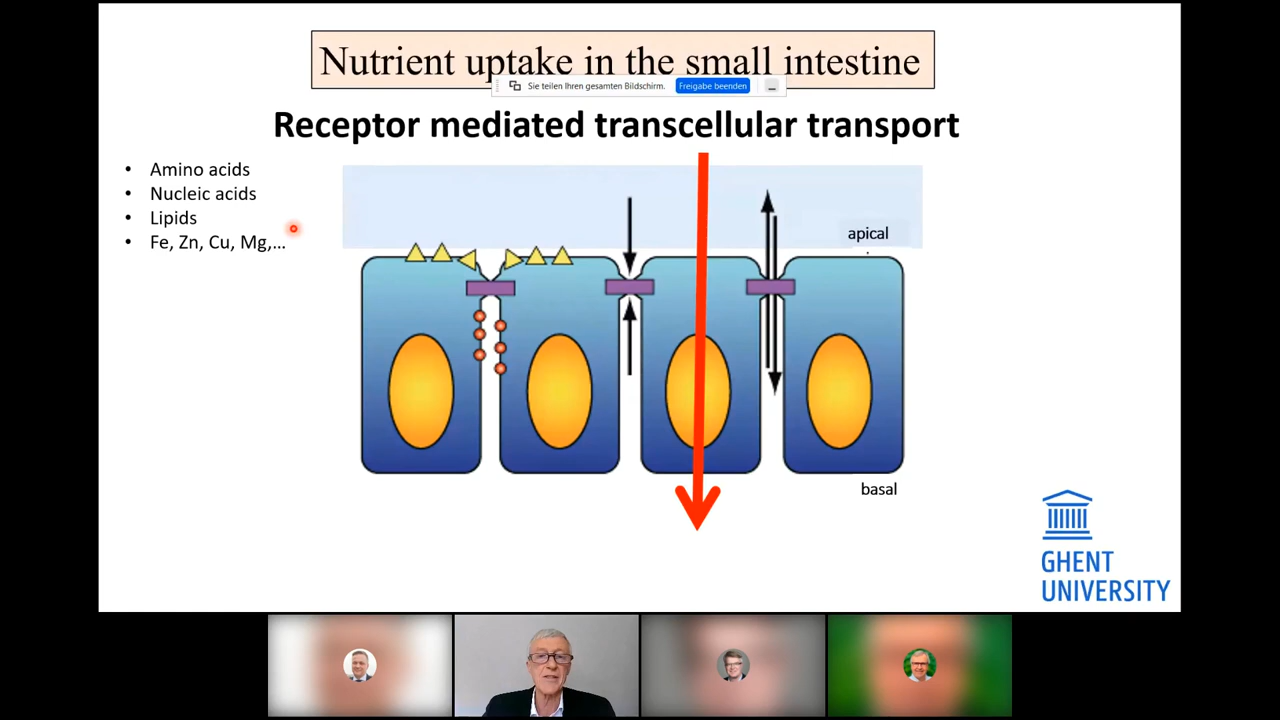 Nutrient uptake in the small intestine
Sie teilen Ihren gesamten Bildschirm. Freigabe beenden
Receptor mediated transcellular transport
• Amino acids
• Nucleic acids
• Lipids
• Fe, Zn, Cu, Mg,...
apical
basal
GHENT
UNIVERSITY